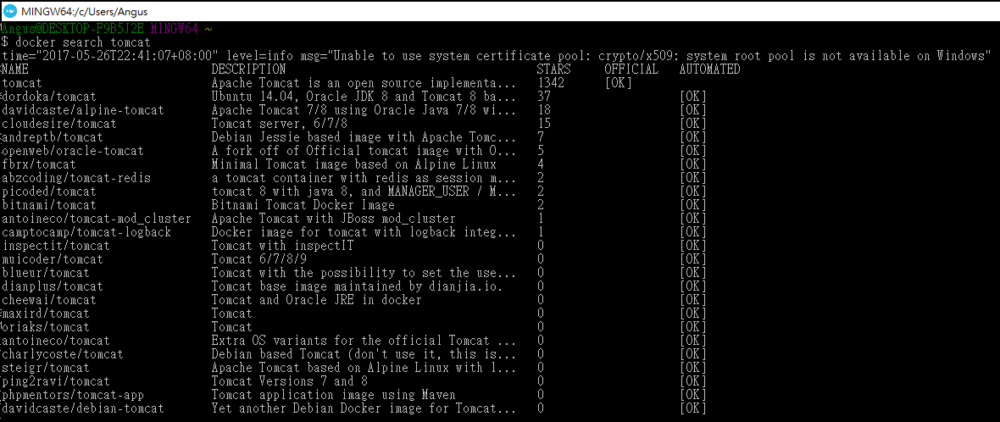 MINGW64:/c/Users/Angus
Angus@DESKTOP-F9B5J2E MINGW64 ~
$ docker search tomcat
time="2017-05-26T22:41:07+08:00" level=info msg="Unable to use system certificate pool: crypto/x509: system root pool is not available on Windows"
NAME DESCRIPTION STARS OFFICIAL AUTOMATED
tomcat Apache Tomcat is an open source implementa... 1342 [OK]
dordoka/tomcat Ubuntu 14.04, Oracle JDK 8 and Tomcat 8 ba... 37 [OK]
davidcaste/alpine-tomcat Apache Tomcat 7/8 using Oracle Java 7/8 wi... 18 [OK]
cloudesire/tomcat Tomcat server, 6/7/8 15 [OK]
andreptb/tomcat Debian Jessie based image with Apache Tomc... 7 [OK]
openweb/oracle-tomcat A fork off of Official tomcat image with O... 5 [OK]
fbrx/tomcat Minimal Tomcat image based on Alpine Linux 4 [OK]
abzcoding/tomcat-redis a tomcat container with redis as session m... 2 [OK]
picoded/tomcat tomcat 8 with java 8, and MANAGER_USER / M... 2 [OK]
bitnami/tomcat Bitnami Tomcat Docker Image 2 [OK]
antoineco/tomcat-mod_cluster Apache Tomcat with JBoss mod_cluster 1 [OK]
camptocamp/tomcat-logback Docker image for tomcat with logback integ... 1 [OK]
inspectit/tomcat Tomcat with inspectIT 0 [OK]
muicoder/tomcat Tomcat 6/7/8/9 0 [OK]
blueur/tomcat Tomcat with the possibility to set the use... 0 [OK]
dianplus/tomcat Tomcat base image maintained by dianjia.io. 0 [OK]
cheewai/tomcat Tomcat and Oracle JRE in docker 0 [OK]
maxird/tomcat Tomcat 0 [OK]
oriaks/tomcat Tomcat 0 [OK]
antoineco/tomcat Extra OS variants for the official Tomcat ... 0 [OK]
charlycoste/tomcat Debian based Tomcat (don't use it, this is... 0 [OK]
steigr/tomcat Apache Tomcat based on Alpine Linux with l... 0 [OK]
ping2ravi/tomcat Tomcat Versions 7 and 8 0 [OK]
phpmentors/tomcat-app Tomcat application image using Maven 0 [OK]
davidcaste/debian-tomcat Yet another Debian Docker image for Tomcat... 0 [OK]